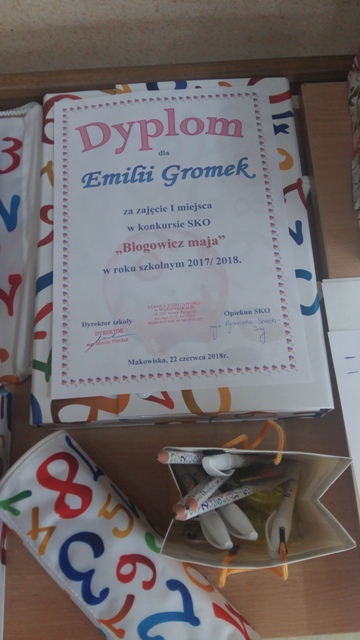 Dyplom
dla
Emilii Gromek
za zajęcie I miejsca
w konkursie SKO
„Blogowicz maja”
w roku szkolnym 2017/ 2018.
Dyrektor szkoły
Opiekun SKO
DYREKTOR
Makowiska, 22 czerwca 2018r.